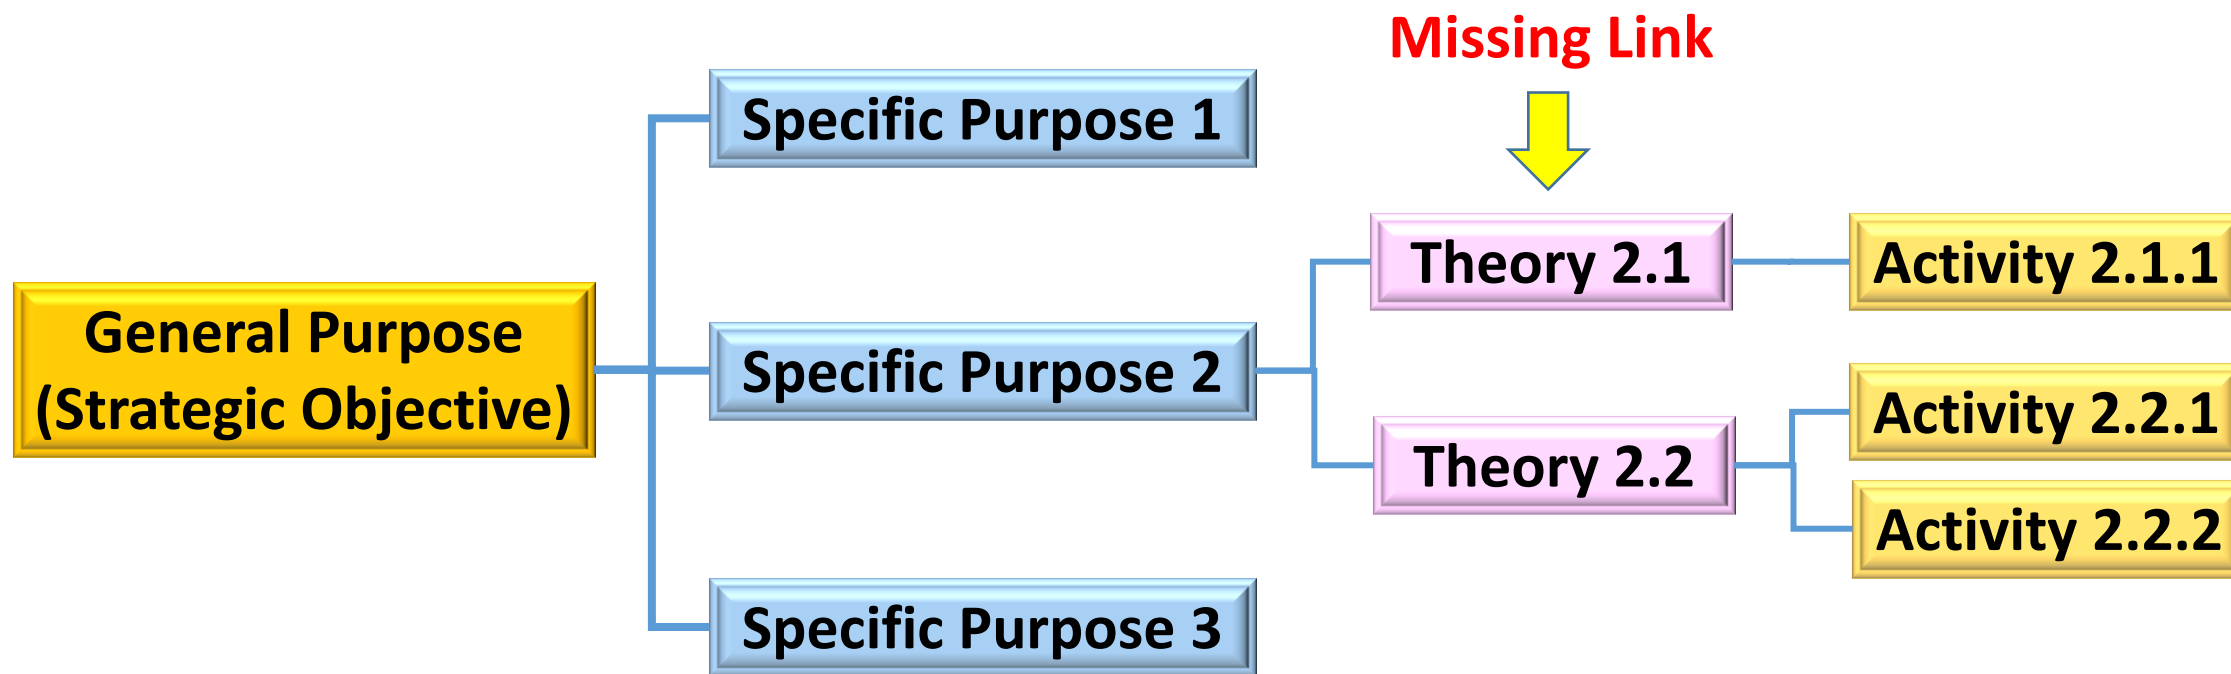 Missing Link
Specific Purpose 1
Theory 2.1
Activity 2.1.1
General Purpose
(Strategic Objective)
Specific Purpose 2
Activity 2.2.1
Theory 2.2
Activity 2.2.2
Specific Purpose 3